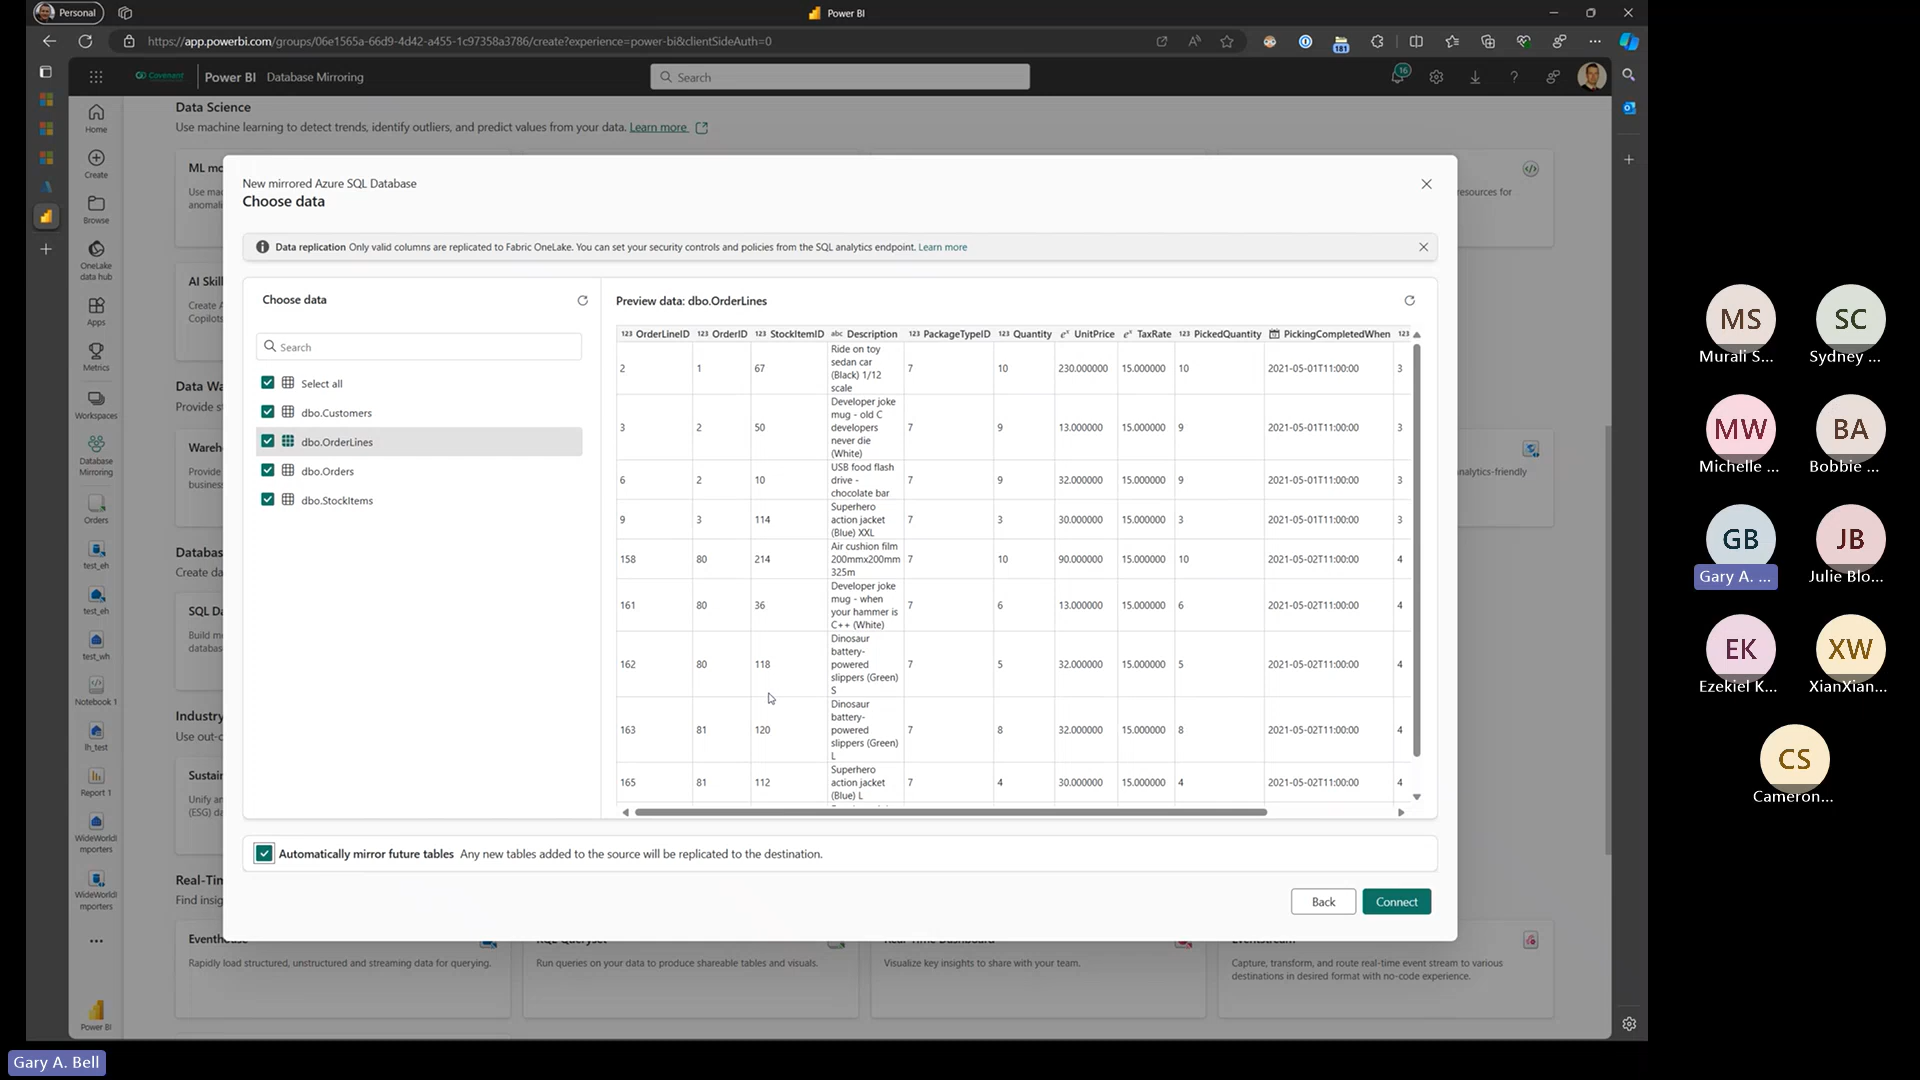 Personal
Power BI
https://app.powerbi.com/groups/06e1565a-66d9-4d42-a455-1c97358a3786/create?experience=power-bi&clientSideAuth=0
181
Covenant
Power BI Database Mirroring
Search
16
Home
Create
Browse
OneLake
data hub
Apps
Metrics
Workspaces
Database
Mirroring
Orders
test_eh
test_eh
test_wh
Notebook 1
lh_test
Report 1
WideWorldI
mporters
WideWorldI
mporters
Power BI
Data Science
Use machine learning to detect trends, identify outliers, and predict values from your data. Learn more
New mirrored Azure SQL Database
Choose data
Data replication Only valid columns are replicated to Fabric OneLake. You can set your security controls and policies from the SQL analytics endpoint. Learn more
Choose data
Search
Select all
dbo.Customers
dbo.OrderLines
dbo.Orders
dbo.StockItems
Preview data: dbo.OrderLines
123 OrderLineID 123 OrderID 123 StockItemID abc Description 123 PackageTypeID 123 Quantity eˣ UnitPrice eˣ TaxRate 123 PickedQuantity PickingCompletedWhen 123
2 1 67 Ride on toy sedan car (Black) 1/12 scale 7 10 230.000000 15.000000 10 2021-05-01T11:00:00 3
3 2 50 Developer joke mug - old C developers never die (White) 7 9 13.000000 15.000000 9 2021-05-01T11:00:00 3
6 2 10 USB food flash drive - chocolate bar 7 9 32.000000 15.000000 9 2021-05-01T11:00:00 3
9 3 114 Superhero action jacket (Blue) XXL 7 3 30.000000 15.000000 3 2021-05-01T11:00:00 3
158 80 214 Air cushion film 200mmx200mm 325m 7 10 90.000000 15.000000 10 2021-05-02T11:00:00 4
161 80 36 Developer joke mug - when your hammer is C++ (White) 7 6 13.000000 15.000000 6 2021-05-02T11:00:00 4
162 80 118 Dinosaur battery-powered slippers (Green) S 7 5 32.000000 15.000000 5 2021-05-02T11:00:00 4
163 81 120 Dinosaur battery-powered slippers (Green) L 7 8 32.000000 15.000000 8 2021-05-02T11:00:00 4
165 81 112 Superhero action jacket (Blue) L 7 4 30.000000 15.000000 4 2021-05-02T11:00:00 4
Automatically mirror future tables Any new tables added to the source will be replicated to the destination.
Back
Connect
Rapidly load structured, unstructured and streaming data for querying.
Run queries on your data to produce shareable tables and visuals.
Visualize key insights to share with your team.
Capture, transform, and route real-time event stream to various
destinations in desired format with no-code experience.
MS
Murali S...
SC
Sydney ...
MW
Michelle ...
BA
Bobbie ...
GB
Gary A. ...
JB
Julie Blo...
EK
Ezekiel K...
XW
XianXian...
CS
Cameron...
Gary A. Bell